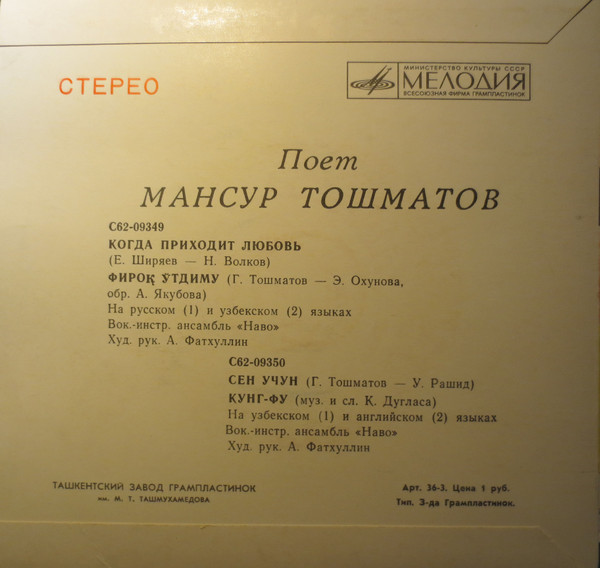 СТЕРЕО
МИНИСТЕРСТВО КУЛЬТУРЫ СССР
МЕЛОДИЯ
ВСЕСОЮЗНАЯ ФИРМА ГРАМПЛАСТИНОК
Поет
МАНСУР ТОШМАТОВ
С62-09349
КОГДА ПРИХОДИТ ЛЮБОВЬ
(Е. Ширяев — Н. Волков)
ФИРОҚ ЎТДИМУ (Г. Тошматов — Э. Охунова,
обр. А. Якубова)
На русском (1) и узбекском (2) языках
Вок.-инстр. ансамбль «Наво»
Худ. рук. А. Фатхуллин
С62-09350
СЕН УЧУН (Г. Тошматов — У. Рашид)
КУНГ-ФУ (муз. и сл. К. Дугласа)
На узбекском (1) и английском (2) языках
Вок.-инстр. ансамбль «Наво»
Худ. рук. А. Фатхуллин
ТАШКЕНТСКИЙ ЗАВОД ГРАМПЛАСТИНОК
им. М. Т. ТАШМУХАМЕДОВА
Арт. 36-3. Цена 1 руб.
Тип. З-да Грампластинок.